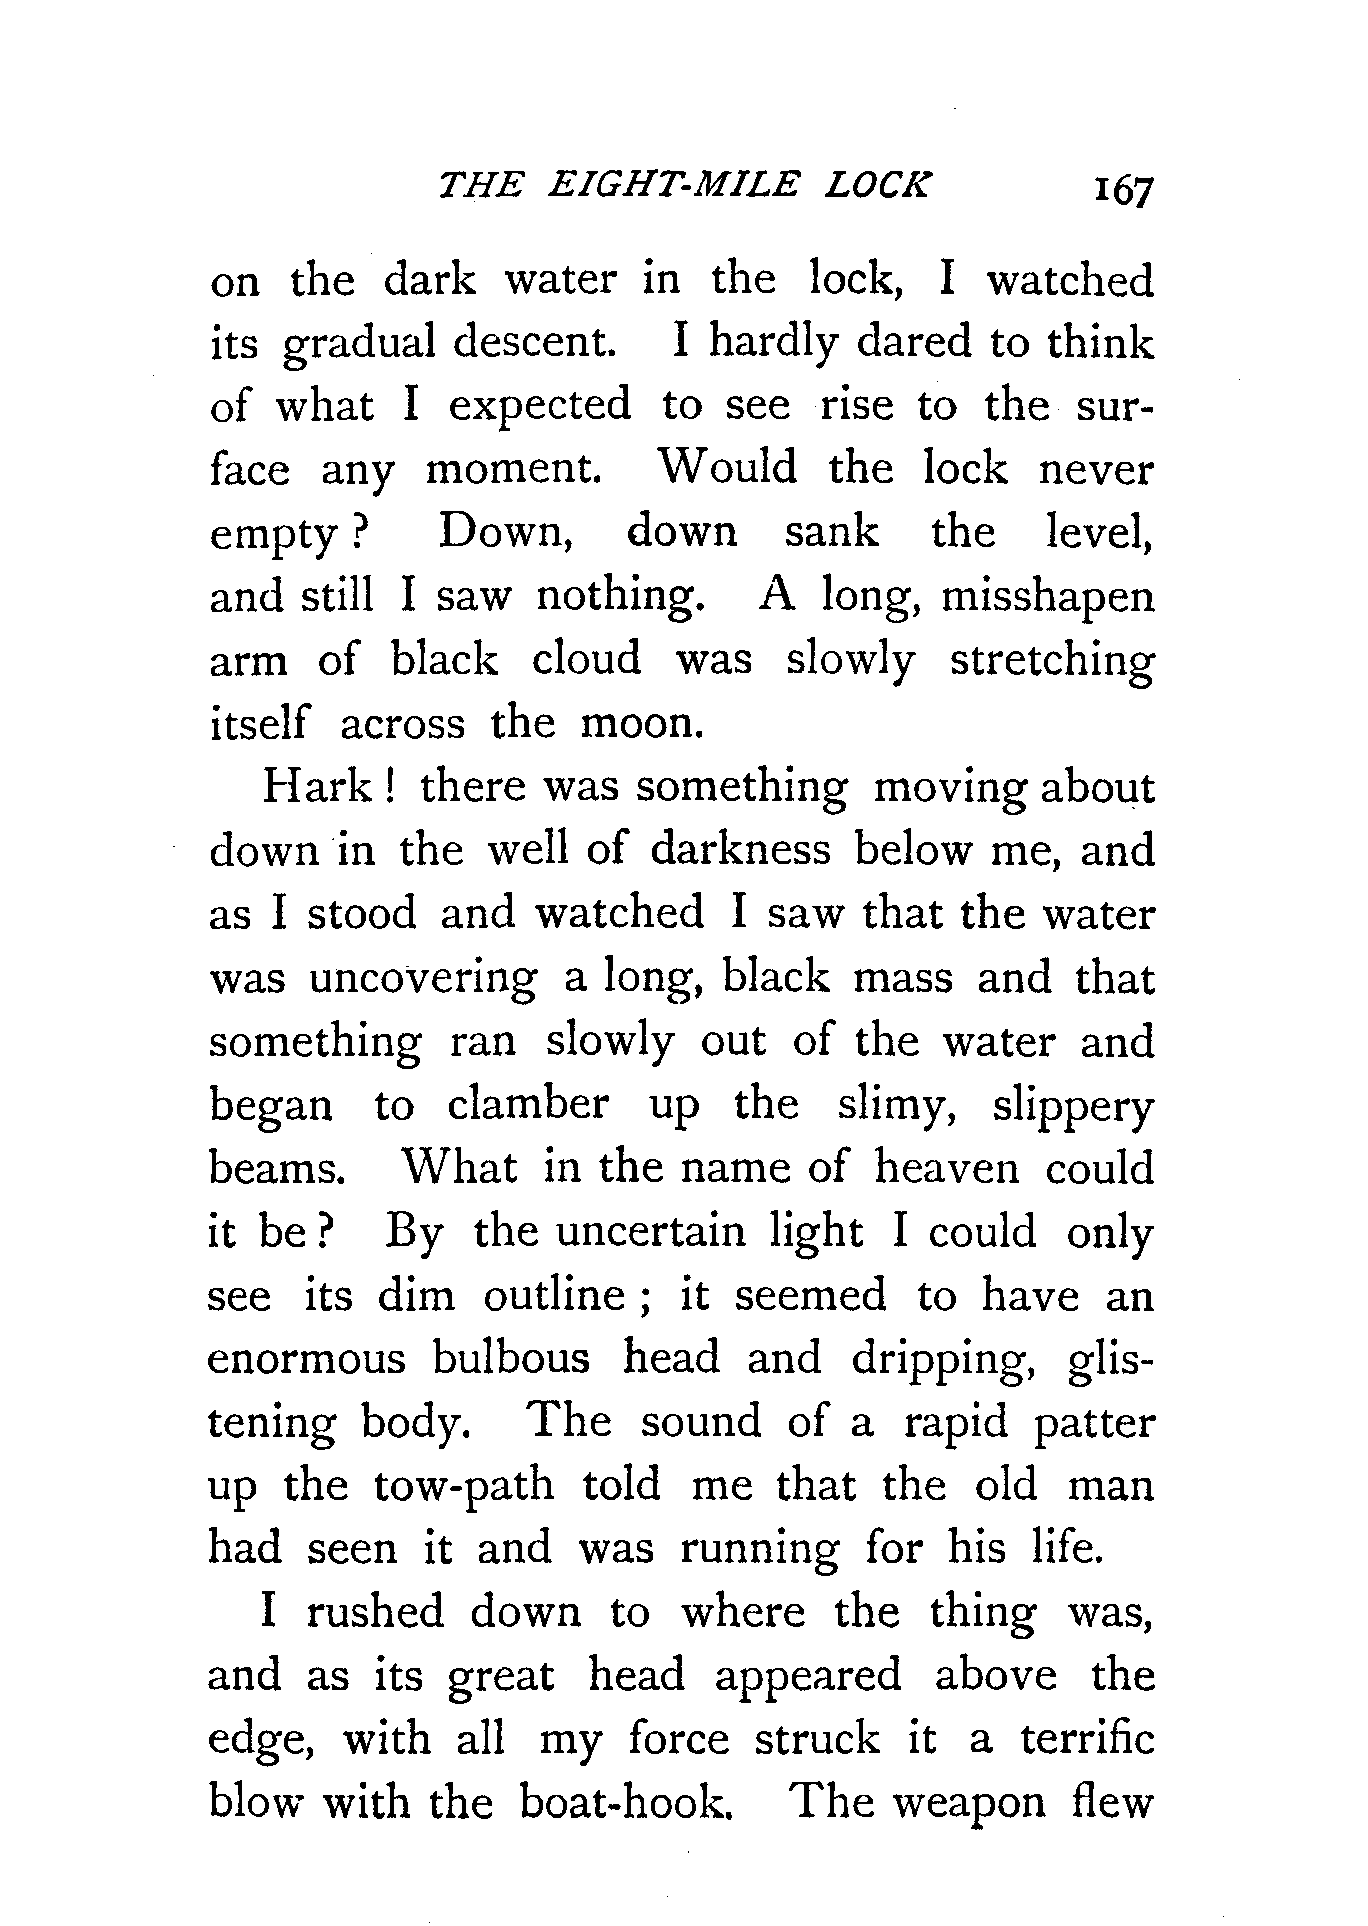 THE EIGHT-MILE LOCK 167
on the dark water in the lock, I watched
its gradual descent. I hardly dared to think
of what I expected to see rise to the sur-
face any moment. Would the lock never
empty ? Down, down sank the level,
and still I saw nothing. A long, misshapen
arm of black cloud was slowly stretching
itself across the moon.
Hark ! there was something moving about
down in the well of darkness below me, and
as I stood and watched I saw that the water
was uncovering a long, black mass and that
something ran slowly out of the water and
began to clamber up the slimy, slippery
beams. What in the name of heaven could
it be ? By the uncertain light I could only
see its dim outline ; it seemed to have an
enormous bulbous head and dripping, glis-
tening body. The sound of a rapid patter
up the tow-path told me that the old man
had seen it and was running for his life.
I rushed down to where the thing was,
and as its great head appeared above the
edge, with all my force struck it a terrific
blow with the boat-hook. The weapon flew